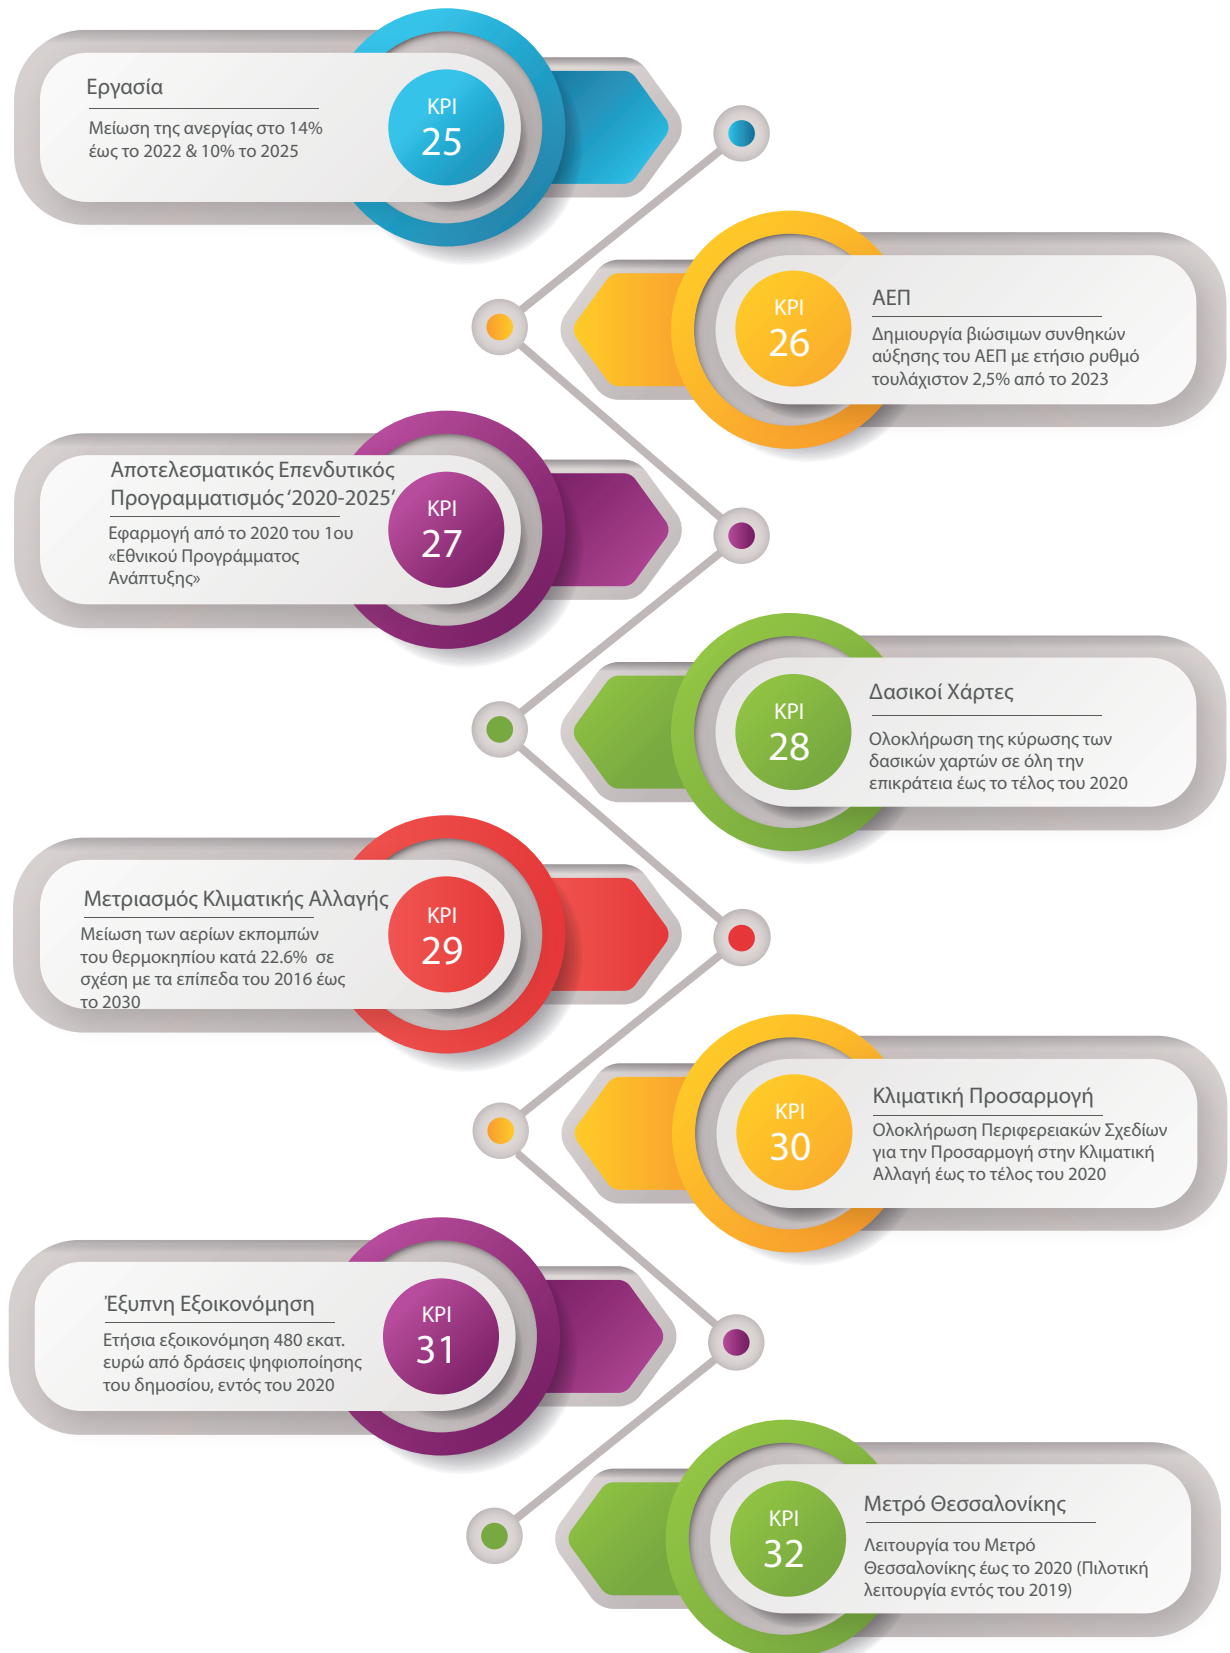 Εργασία
Μείωση της ανεργίας στο 14%
έως το 2022 & 10% το 2025
KPI
25
KPI
26
ΑΕΠ
Δημιουργία βιώσιμων συνθηκών
αύξησης του ΑΕΠ με ετήσιο ρυθμό
τουλάχιστον 2,5% από το 2023
Αποτελεσματικός Επενδυτικός
Προγραμματισμός ‘2020-2025’
Εφαρμογή από το 2020 του 1ου
«Εθνικού Προγράμματος
Ανάπτυξης»
KPI
27
KPI
28
Δασικοί Χάρτες
Ολοκλήρωση της κύρωσης των
δασικών χαρτών σε όλη την
επικράτεια έως το τέλος του 2020
Μετριασμός Κλιματικής Αλλαγής
Μείωση των αερίων εκπομπών
του θερμοκηπίου κατά 22.6% σε
σχέση με τα επίπεδα του 2016 έως
το 2030
KPI
29
KPI
30
Κλιματική Προσαρμογή
Ολοκλήρωση Περιφερειακών Σχεδίων
για την Προσαρμογή στην Κλιματική
Αλλαγή έως το τέλος του 2020
Έξυπνη Εξοικονόμηση
Ετήσια εξοικονόμηση 480 εκατ.
ευρώ από δράσεις ψηφιοποίησης
του δημοσίου, εντός του 2020
KPI
31
KPI
32
Μετρό Θεσσαλονίκης
Λειτουργία του Μετρό
Θεσσαλονίκης έως το 2020 (Πιλοτική
λειτουργία εντός του 2019)